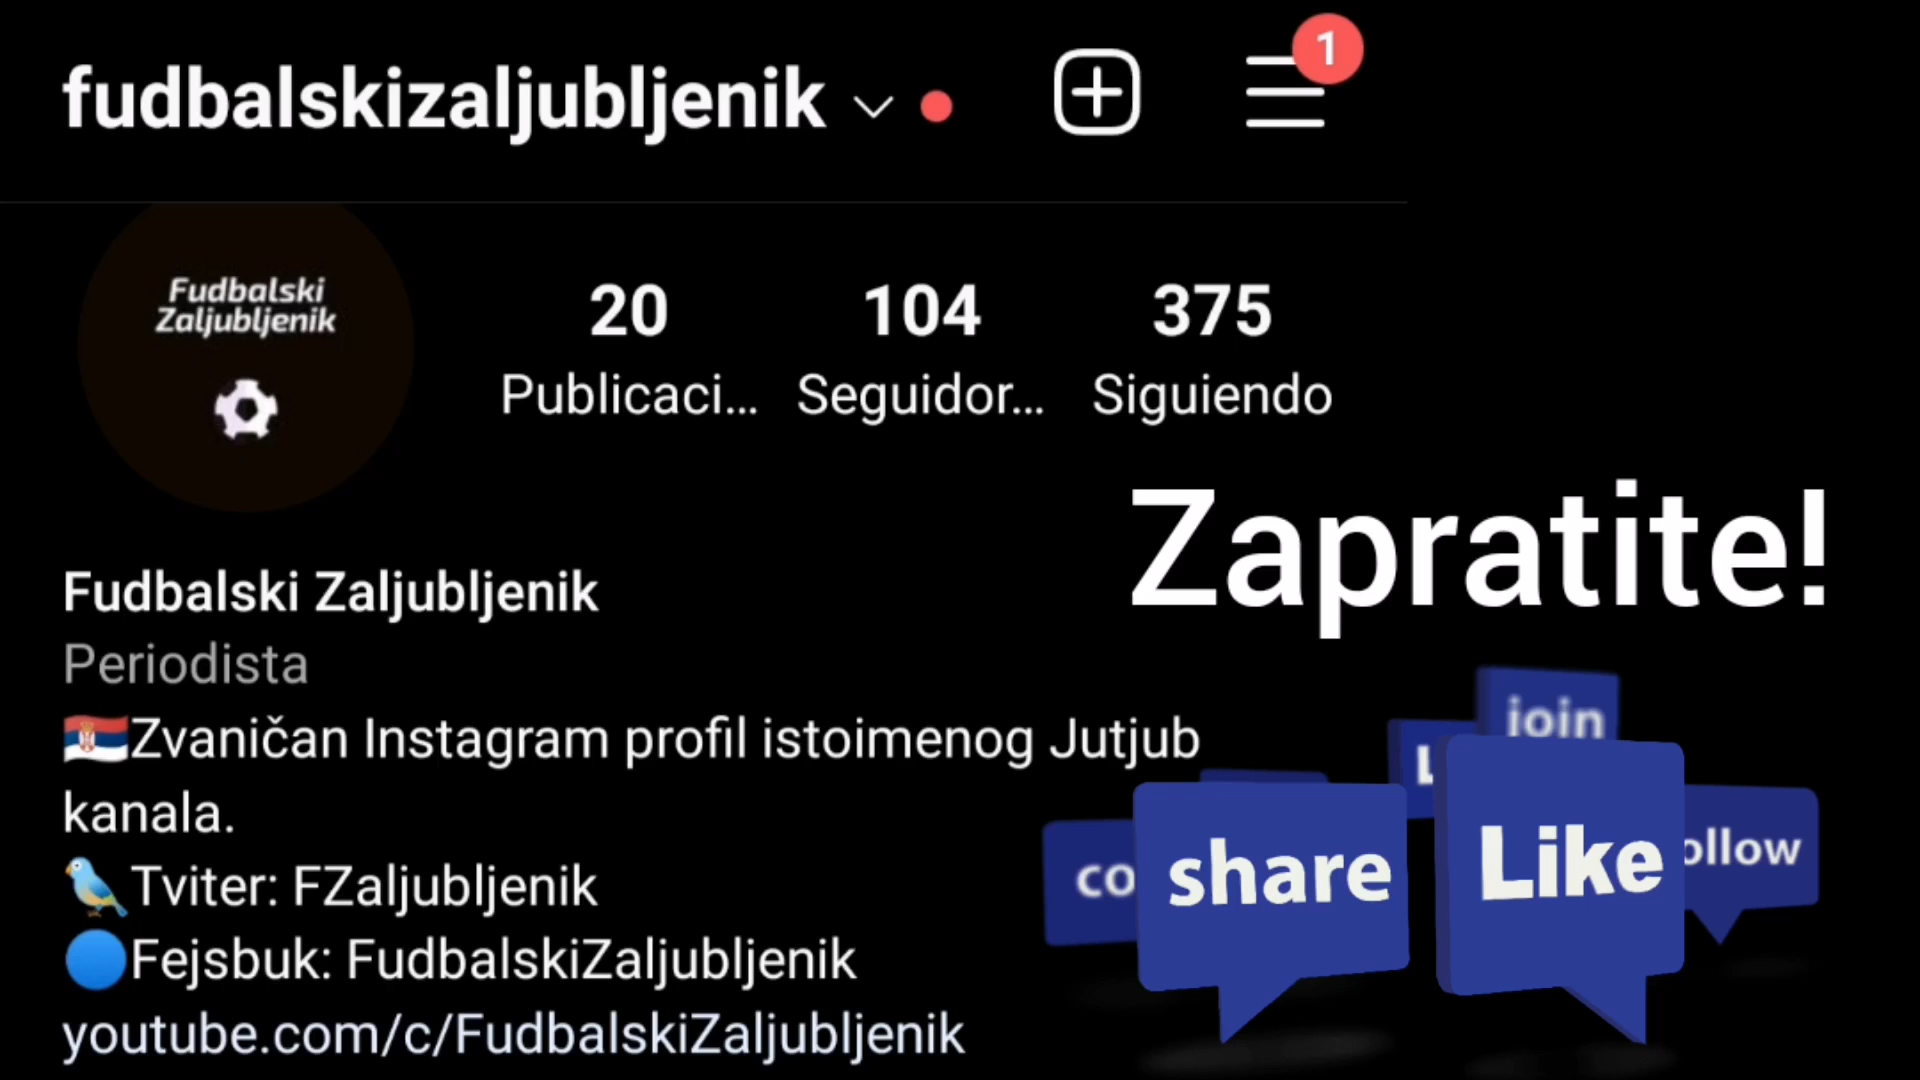 fudbalskizaljubljenik
1
Fudbalski
Zaljubljenik
20
104
375
Publicaci...
Seguidor...
Siguiendo
Zapratite!
Fudbalski Zaljubljenik
Periodista
Zvaničan Instagram profil istoimenog Jutjub
kanala.
Tviter: FZaljubljenik
Fejsbuk: FudbalskiZaljubljenik
youtube.com/c/FudbalskiZaljubljenik
join
L
co
share
Like
ollow